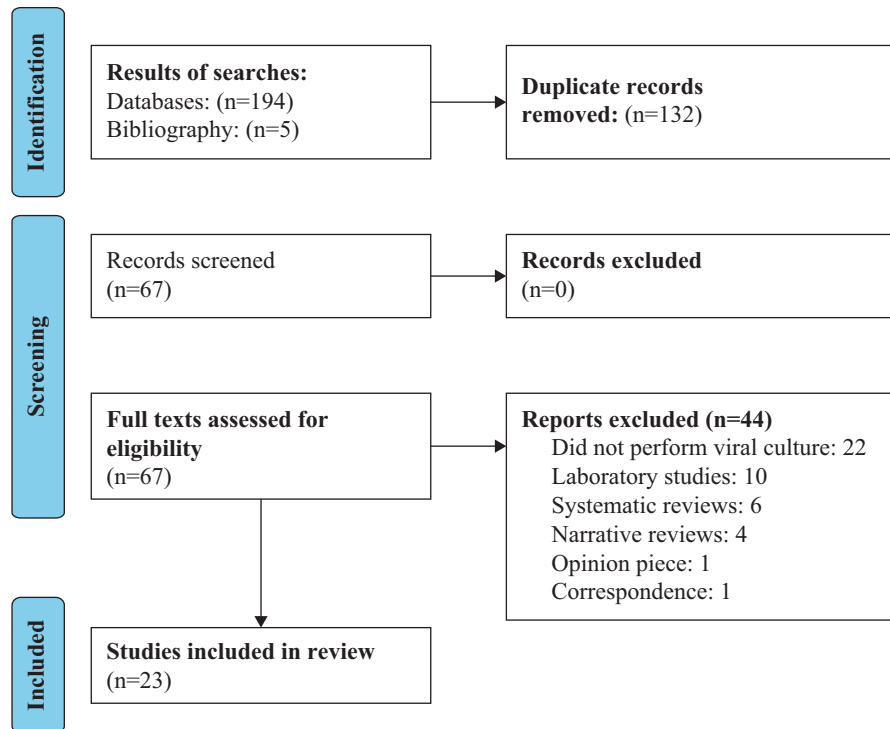 Identification
Results of searches:
Databases: (n=194)
Bibliography: (n=5)
Duplicate records
removed: (n=132)
Screening
Records screened
(n=67)
Records excluded
(n=0)
Full texts assessed for
eligibility
(n=67)
Reports excluded (n=44)
Did not perform viral culture: 22
Laboratory studies: 10
Systematic reviews: 6
Narrative reviews: 4
Opinion piece: 1
Correspondence: 1
Included
Studies included in review
(n=23)